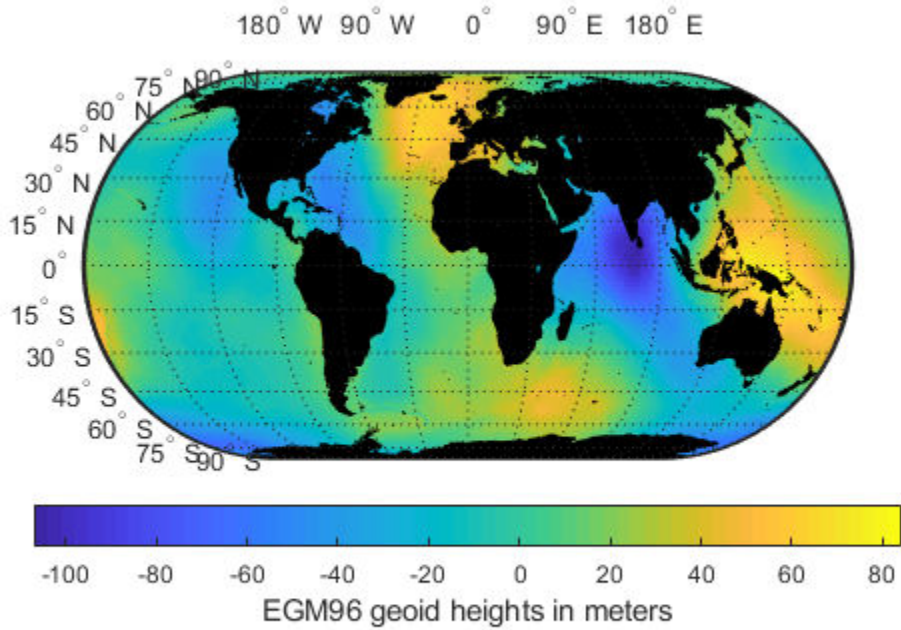 180° W 90° W 0° 90° E 180° E
90° N
75° N
60° N
45° N
30° N
15° N
0°
15° S
30° S
45° S
60° S
75° S
90° S
-100 -80 -60 -40 -20 0 20 40 60 80
EGM96 geoid heights in meters